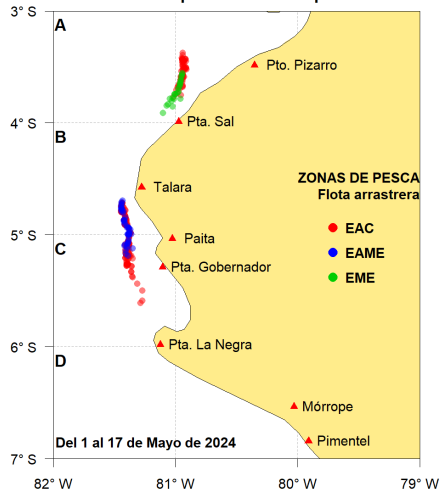 3° S
A
Pto. Pizarro
4° S
Pta. Sal
B
ZONAS DE PESCA
Talara
Flota arrastrera
EAC
5° S
Paita
C
EAME
Pta. Gobernador
EME
6° S
Pta. La Negra
D
Mórrope
Del 1 al 17 de Mayo de 2024
Pimentel
7° S
82° W
81° W
80° W
79° W